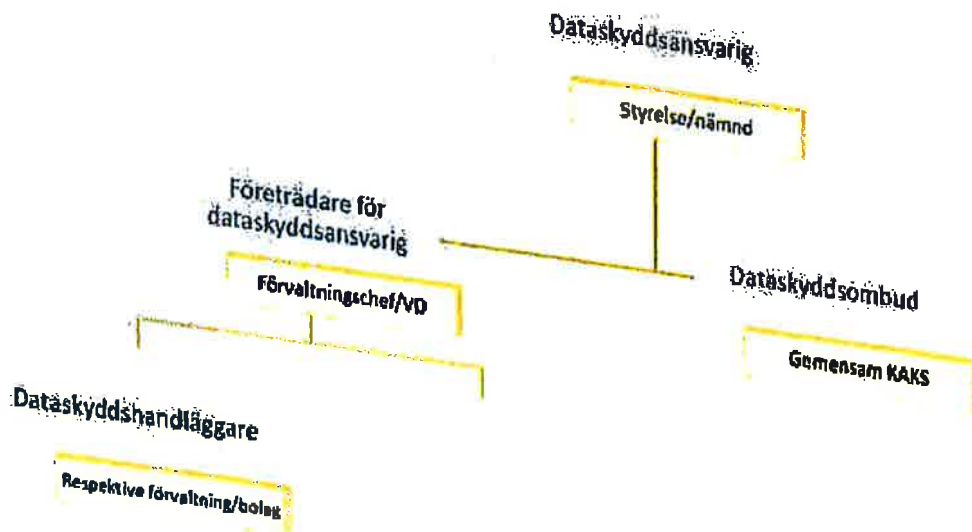 Dataskyddsansvarig
Styrelse/nämnd
Företrädare för
dataskyddsansvarig
Förvaltningschef/VD
Dataskyddsombud
Gemensam KAKS
Dataskyddshandläggare
Respektive förvaltning/bolag